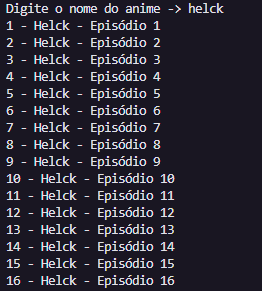 Digite o nome do anime -> helck
1 - Helck - Episódio 1
2 - Helck - Episódio 2
3 - Helck - Episódio 3
4 - Helck - Episódio 4
5 - Helck - Episódio 5
6 - Helck - Episódio 6
7 - Helck - Episódio 7
8 - Helck - Episódio 8
9 - Helck - Episódio 9
10 - Helck - Episódio 10
11 - Helck - Episódio 11
12 - Helck - Episódio 12
13 - Helck - Episódio 13
14 - Helck - Episódio 14
15 - Helck - Episódio 15
16 - Helck - Episódio 16